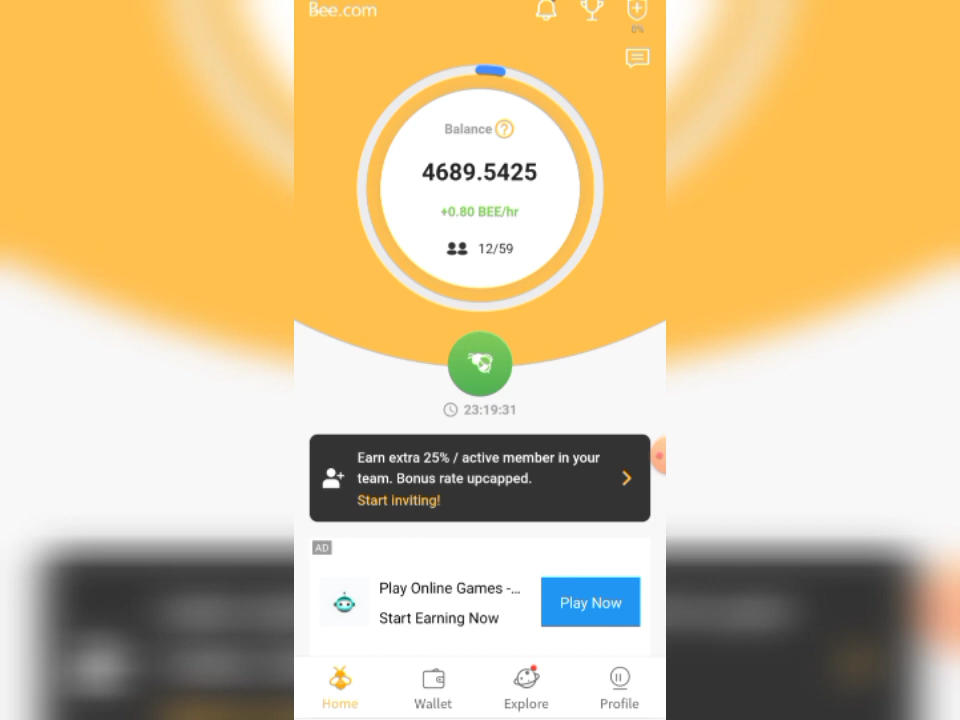 Bee.com
0%
Balance ?
4689.5425
+0.80 BEE/hr
12/59
23:19:31
Earn extra 25% / active member in your
team. Bonus rate upcapped.
Start inviting!
AD
Play Online Games -...
Start Earning Now
Play Now
Home
Wallet
Explore
Profile